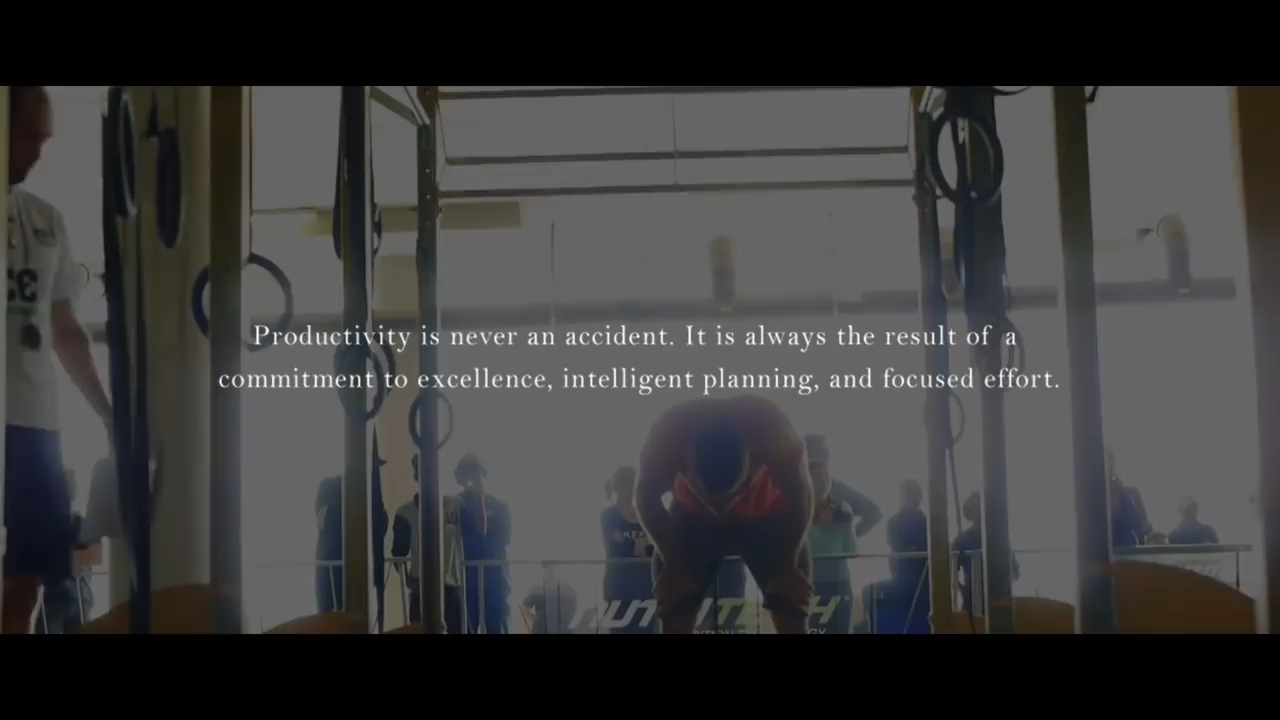 Productivity is never an accident. It is always the result of a
commitment to excellence, intelligent planning, and focused effort.